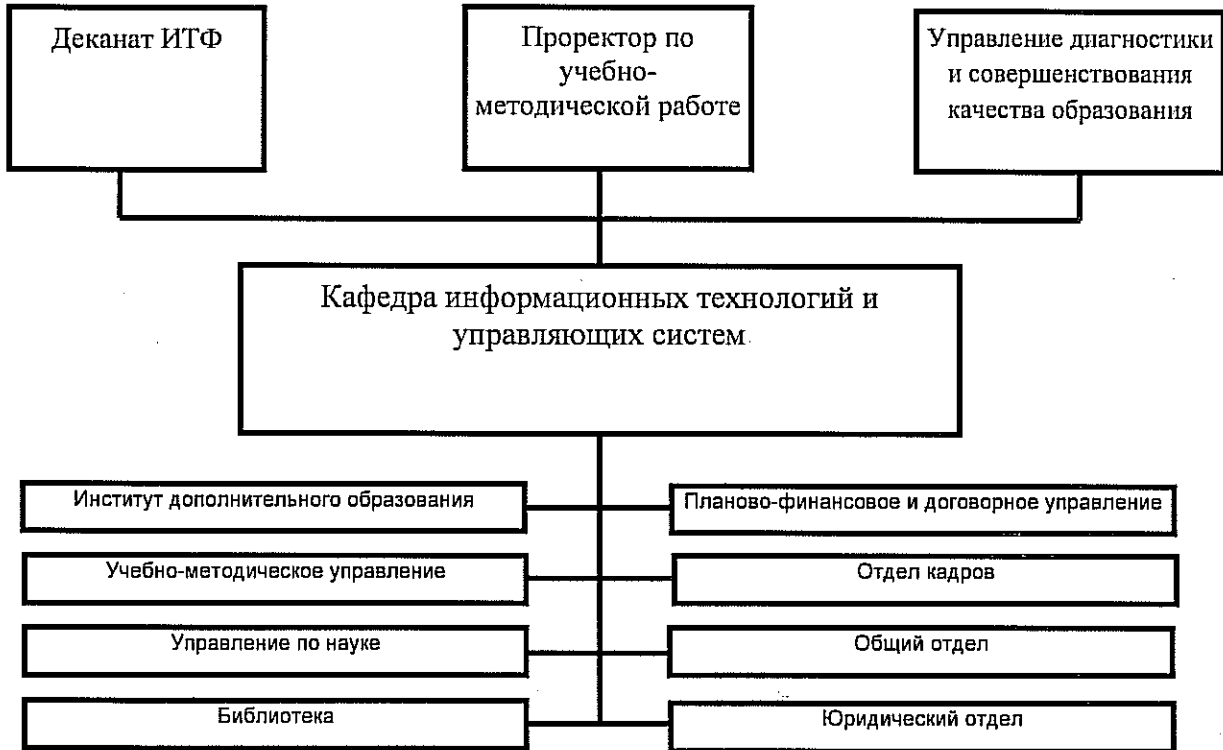 Деканат ИТФ
Проректор по
учебно-
методической работе
Управление диагностики
и совершенствования
качества образования
Кафедра информационных технологий и
управляющих систем
Институт дополнительного образования
Планово-финансовое и договорное управление
Учебно-методическое управление
Отдел кадров
Управление по науке
Общий отдел
Библиотека
Юридический отдел